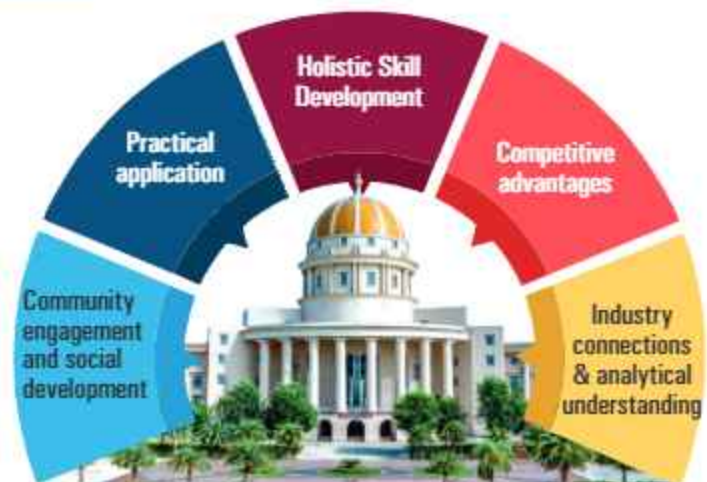 Community
engagement
and social
development
Practical
application
Holistic Skill
Development
Competitive
advantages
Industry
connections
& analytical
understanding